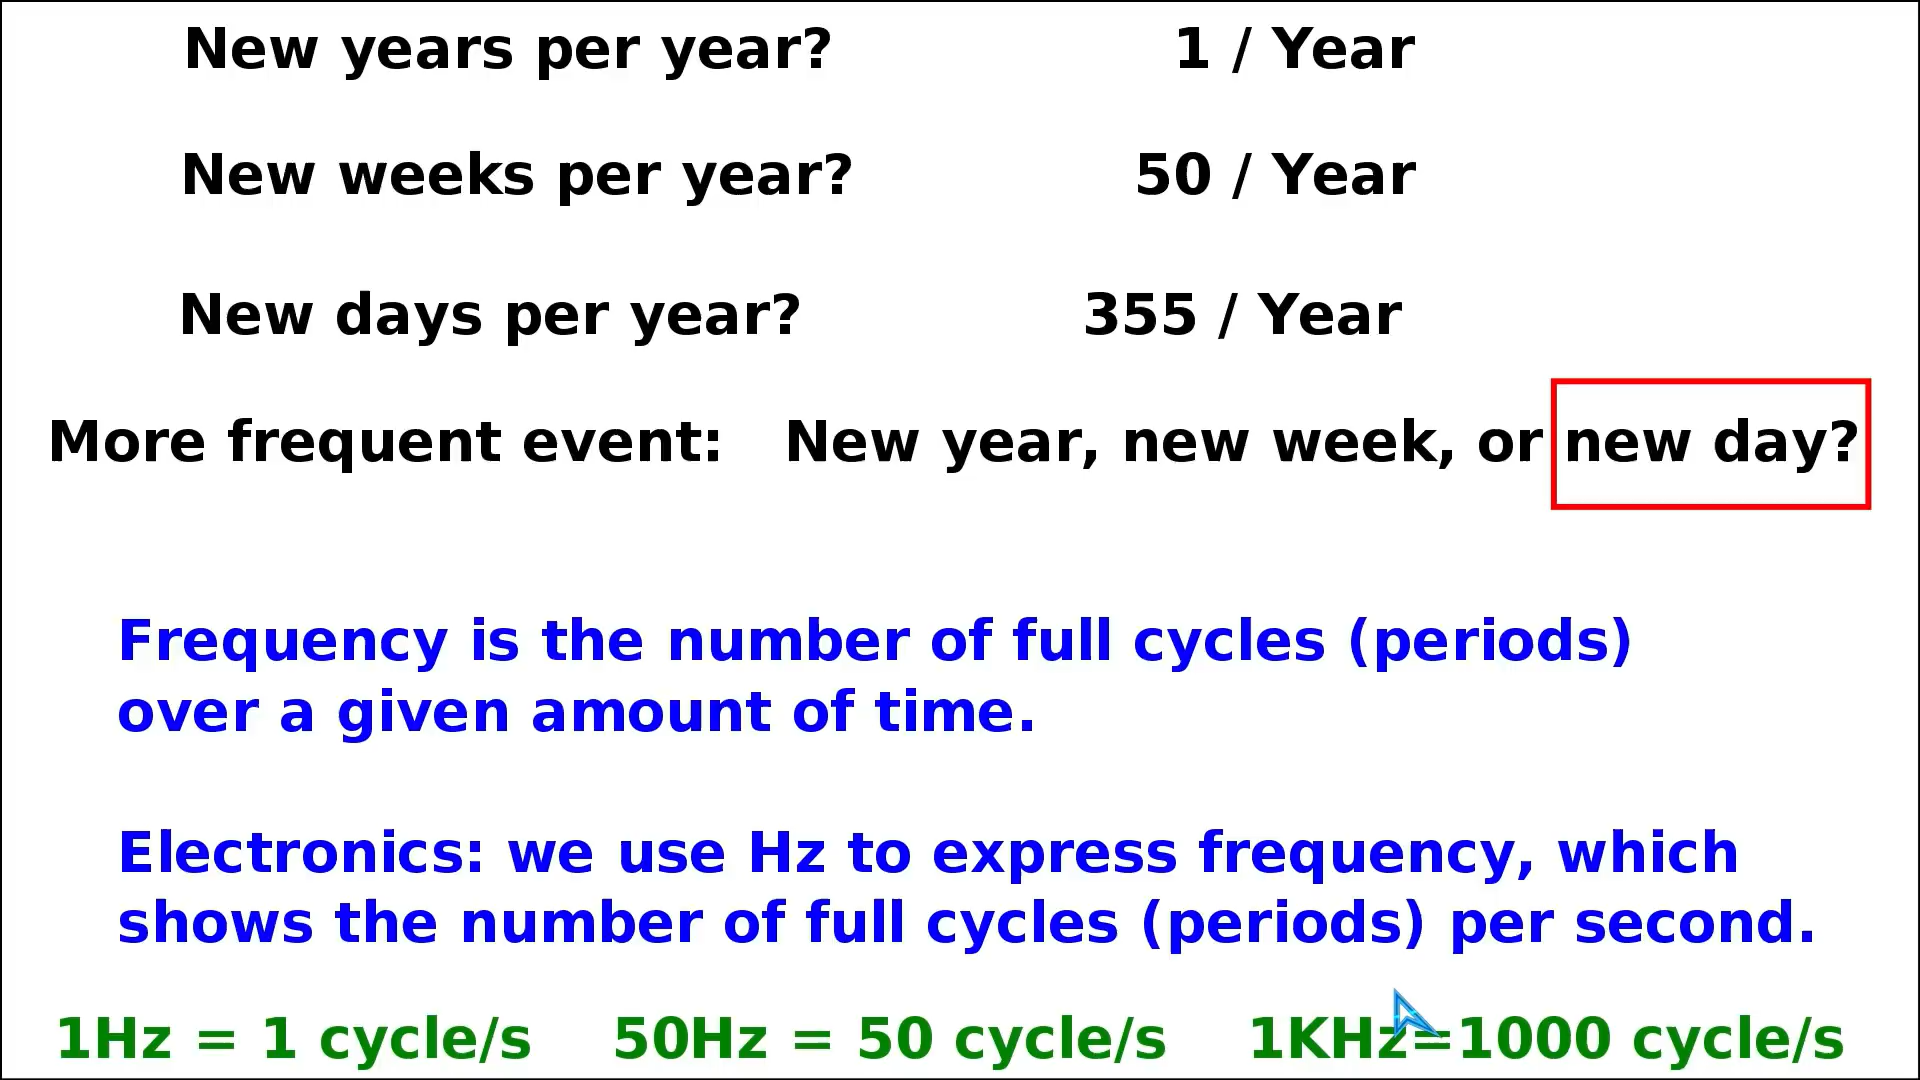 New years per year? 1 / Year
New weeks per year? 50 / Year
New days per year? 355 / Year
More frequent event: New year, new week, or new day?
Frequency is the number of full cycles (periods)
over a given amount of time.
Electronics: we use Hz to express frequency, which
shows the number of full cycles (periods) per second.
1Hz = 1 cycle/s 50Hz = 50 cycle/s 1KHz=1000 cycle/s